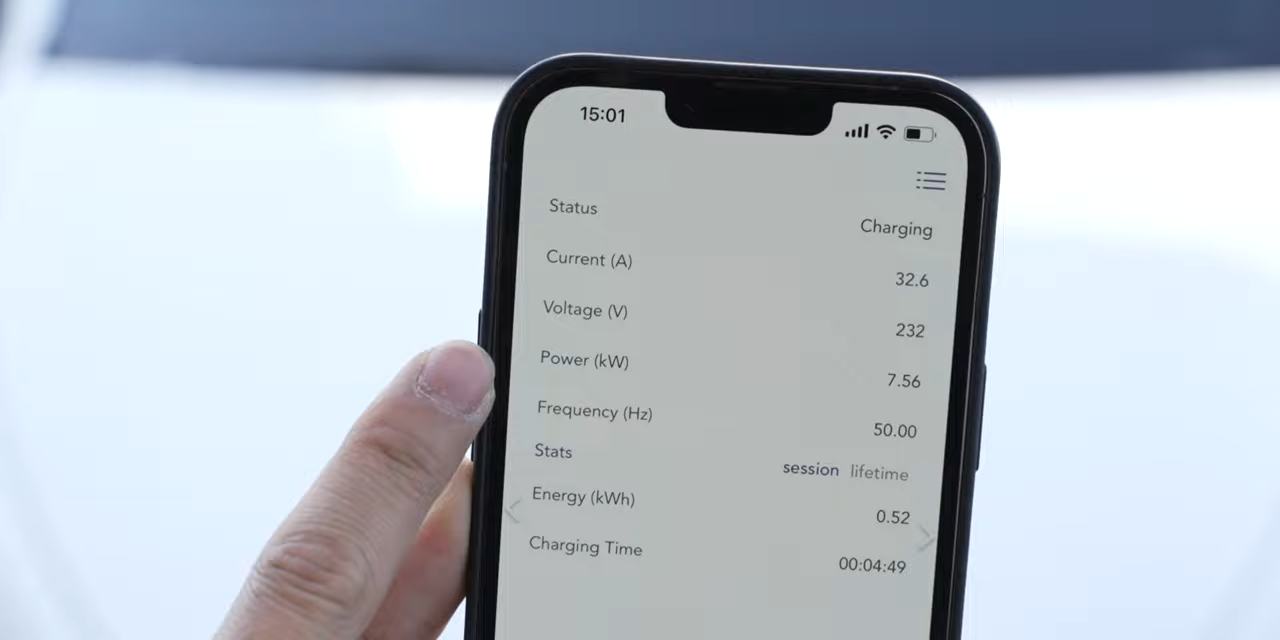 15:01
Status Charging
Current (A) 32.6
Voltage (V) 232
Power (kW) 7.56
Frequency (Hz) 50.00
Stats session lifetime
Energy (kWh) 0.52
Charging Time 00:04:49